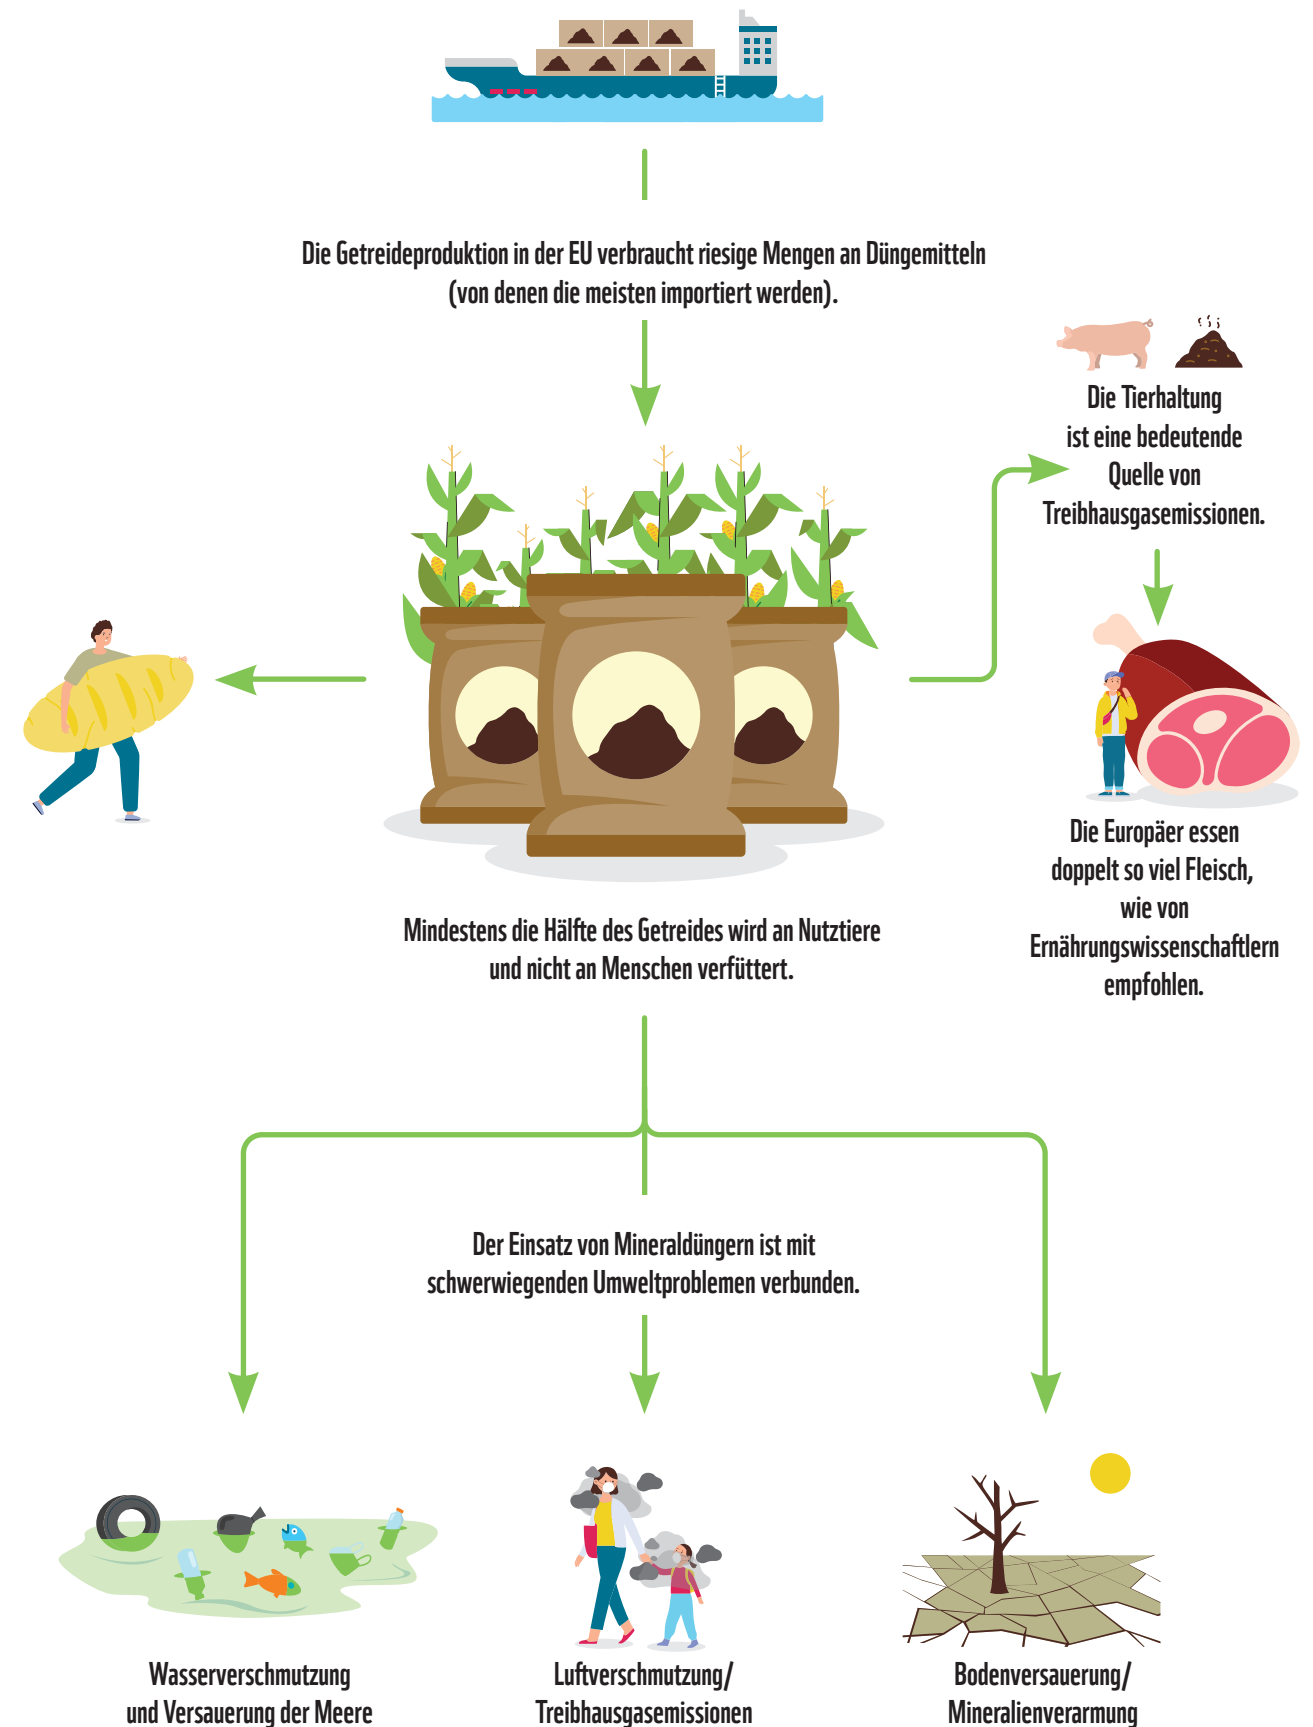 Die Getreideproduktion in der EU verbraucht riesige Mengen an Düngemitteln
(von denen die meisten importiert werden).
Die Tierhaltung
ist eine bedeutende
Quelle von
Treibhausgasemissionen.
Die Europäer essen
doppelt so viel Fleisch,
wie von
Ernährungswissenschaftlern
empfohlen.
Mindestens die Hälfte des Getreides wird an Nutztiere
und nicht an Menschen verfüttert.
Der Einsatz von Mineraldüngern ist mit
schwerwiegenden Umweltproblemen verbunden.
Wasserverschmutzung
und Versauerung der Meere
Luftverschmutzung/
Treibhausgasemissionen
Bodenversauerung/
Mineralienverarmung